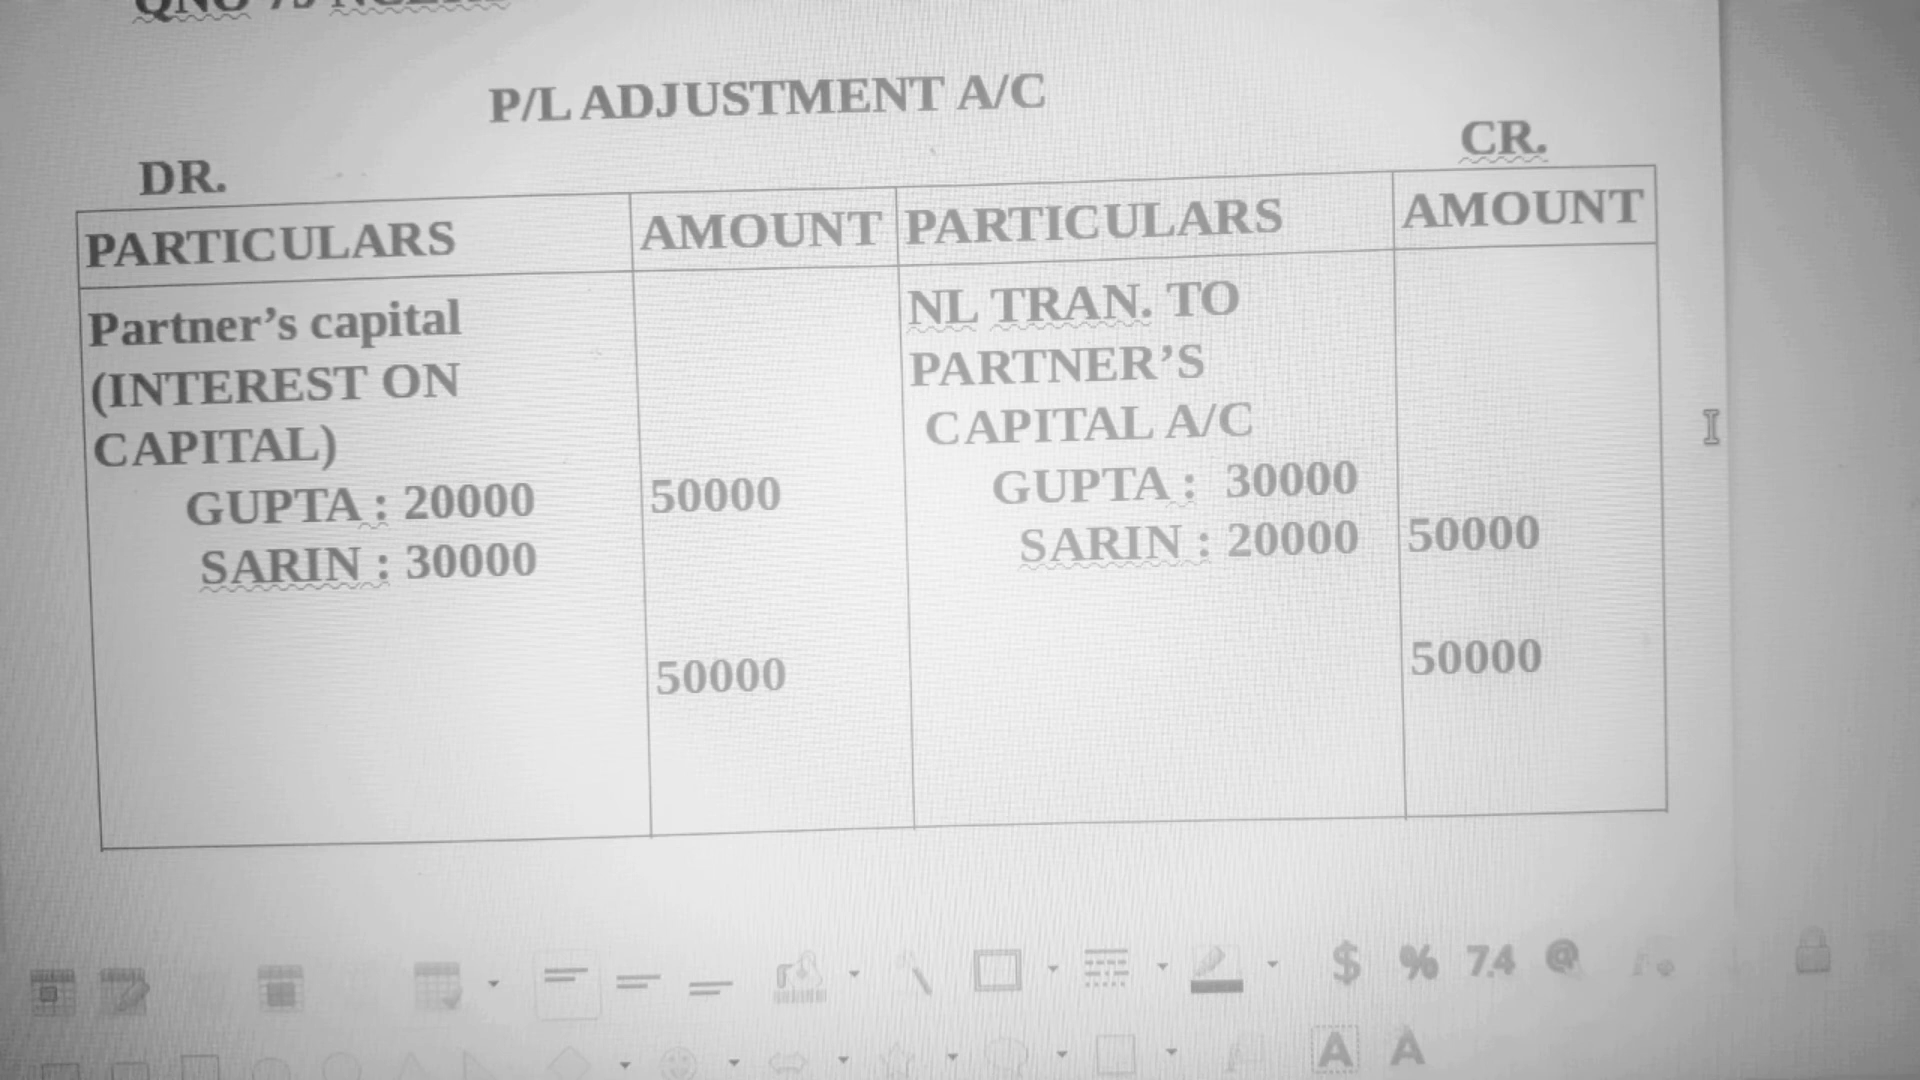 P/L ADJUSTMENT A/C
DR.
CR.
PARTICULARS AMOUNT PARTICULARS AMOUNT
Partner's capital
(INTEREST ON
CAPITAL)
GUPTA : 20000
SARIN : 30000
50000
50000
NL TRAN. TO
PARTNER'S
CAPITAL A/C
GUPTA : 30000
SARIN : 20000
50000
50000
$ % 7.4 @
A A